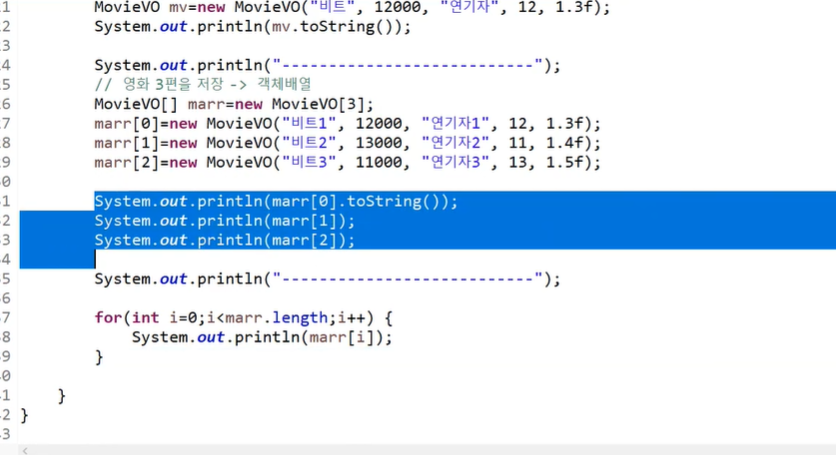 1 MovieVO mv=new MovieVO("비트", 12000, "연기자", 12, 1.3f);
2 System.out.println(mv.toString());
3
4 System.out.println("---------------------------");
5 // 영화 3편을 저장 -> 객체배열
6 MovieVO[] marr=new MovieVO[3];
7 marr[0]=new MovieVO("비트1", 12000, "연기자1", 12, 1.3f);
8 marr[1]=new MovieVO("비트2", 13000, "연기자2", 11, 1.4f);
9 marr[2]=new MovieVO("비트3", 11000, "연기자3", 13, 1.5f);
0
1 System.out.println(marr[0].toString());
2 System.out.println(marr[1]);
3 System.out.println(marr[2]);
4
5 System.out.println("---------------------------");
6
7 for(int i=0;i<marr.length;i++) {
8 System.out.println(marr[i]);
9 }
0
1 }
2 }
3